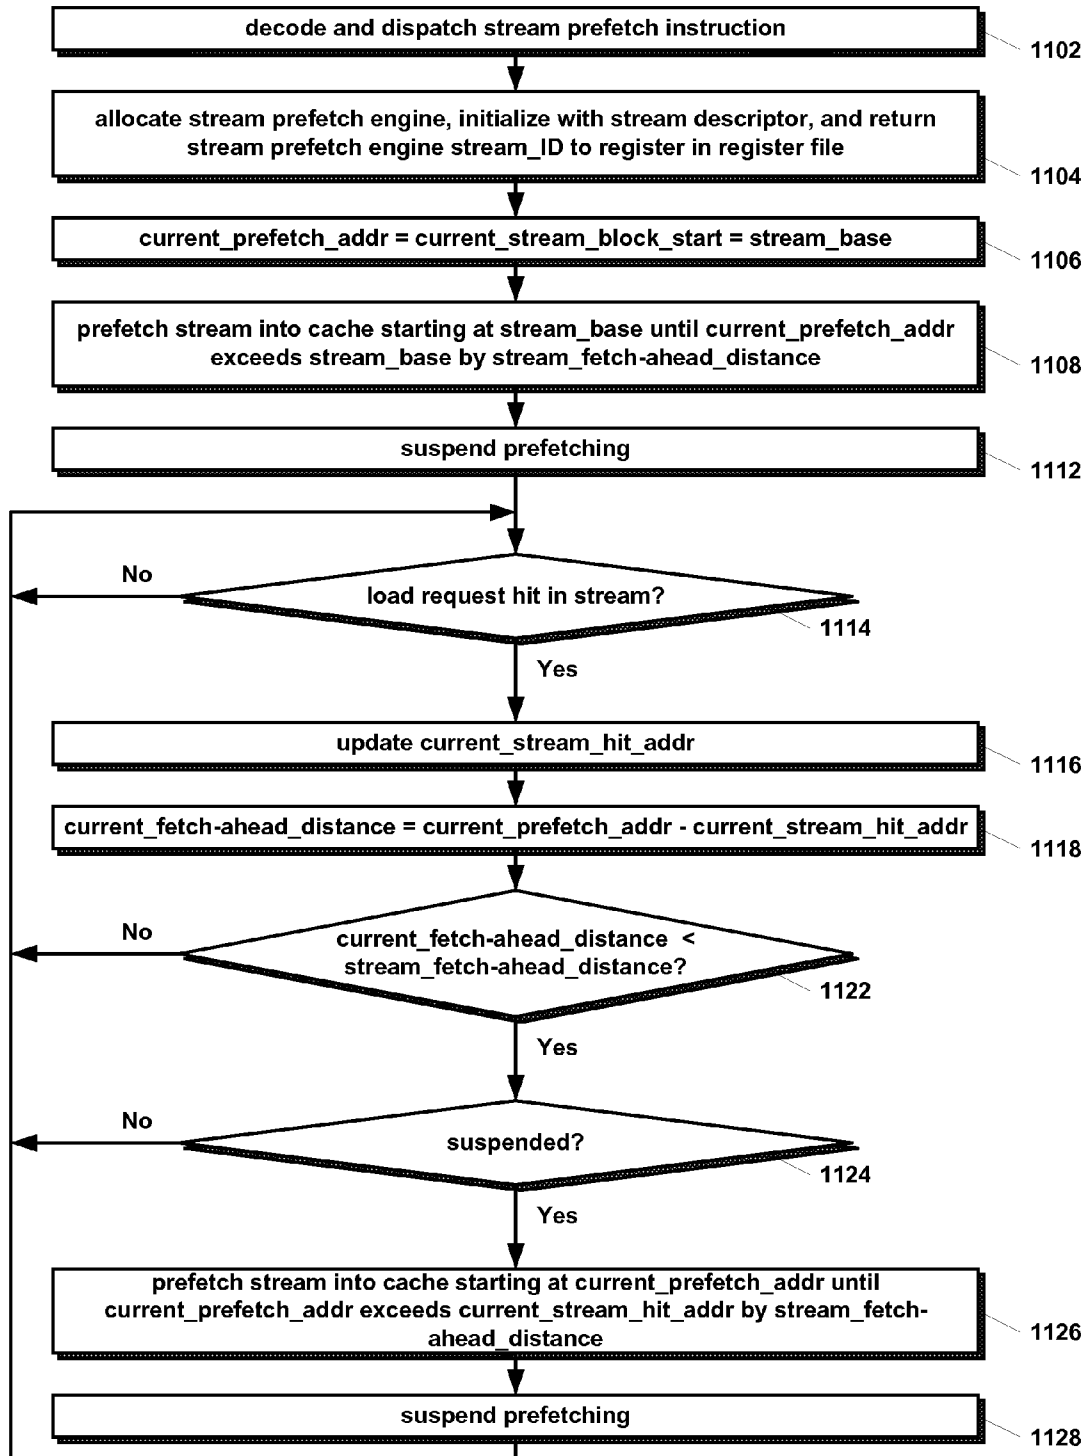 decode and dispatch stream prefetch instruction
1102
allocate stream prefetch engine, initialize with stream descriptor, and return
stream prefetch engine stream_ID to register in register file
1104
current_prefetch_addr = current_stream_block_start = stream_base
1106
prefetch stream into cache starting at stream_base until current_prefetch_addr
exceeds stream_base by stream_fetch-ahead_distance
1108
suspend prefetching
1112
No
load request hit in stream?
1114
Yes
update current_stream_hit_addr
1116
current_fetch-ahead_distance = current_prefetch_addr - current_stream_hit_addr
1118
No
current_fetch-ahead_distance <
stream_fetch-ahead_distance?
1122
Yes
No
suspended?
1124
Yes
prefetch stream into cache starting at current_prefetch_addr until
current_prefetch_addr exceeds current_stream_hit_addr by stream_fetch-
ahead_distance
1126
suspend prefetching
1128